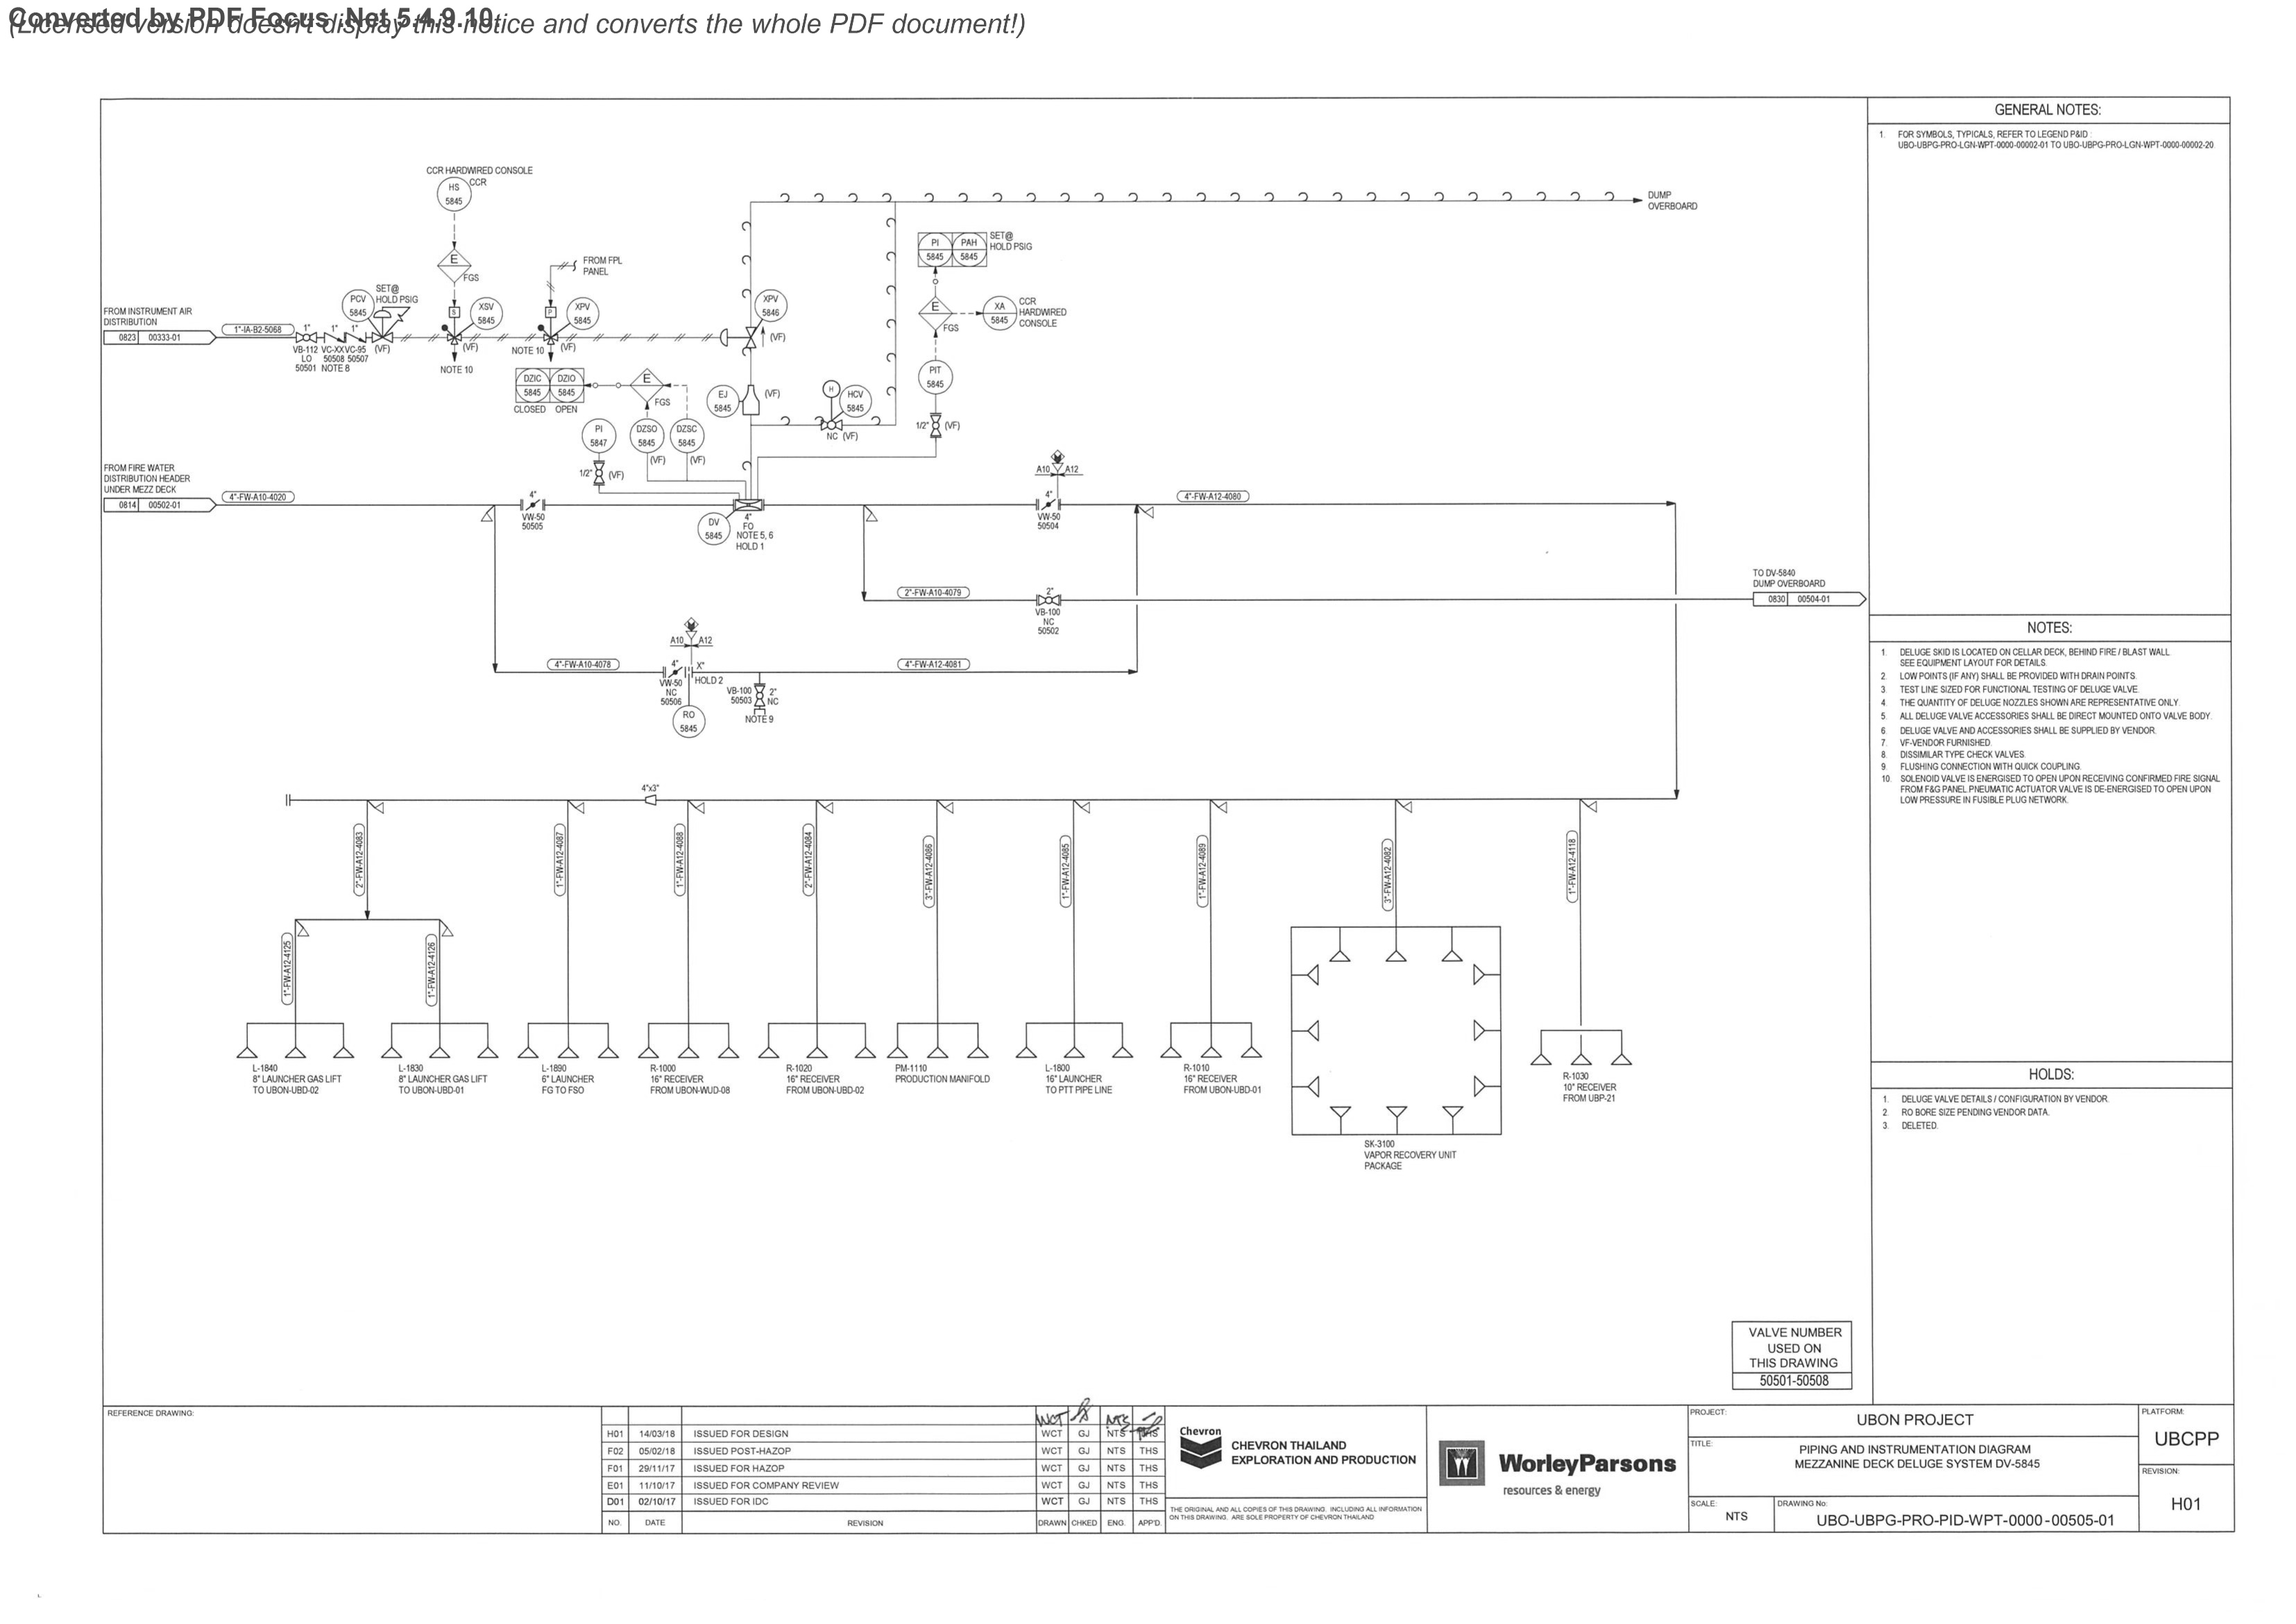 Converted by PDF Focus .Net 5.4.9.10.
(Licensed version doesn't display this notice and converts the whole PDF document!)
CCR HARDWIRED CONSOLE
HS
5845
CCR
E
FGS
FROM FPL
PANEL
SET@
HOLD PSIG
PCV
5845
S
XSV
5845
P
XPV
5845
XPV
5846
(VF)
DUMP
OVERBOARD
PI
5845
PAH
5845
SET@
HOLD PSIG
E
FGS
XA
5845
CCR
HARDWIRED
CONSOLE
PIT
5845
1/2"
(VF)
FROM INSTRUMENT AIR
DISTRIBUTION
0823
00333-01
1"-IA-B2-5068
1"
1"
1"
VB-112
LO
50501
VC-XX
50508
NOTE 8
VC-95
50507
(VF)
(VF)
NOTE 10
NOTE 10
(VF)
DZIC
5845
DZIO
5845
CLOSED
OPEN
E
FGS
PI
5847
DZSO
5845
DZSC
5845
(VF)
(VF)
1/2"
(VF)
EJ
5845
(VF)
H
HCV
5845
NC
(VF)
FROM FIRE WATER
DISTRIBUTION HEADER
UNDER MEZZ DECK
0814
00502-01
4"-FW-A10-4020
4"
VW-50
50505
DV
5845
4"
FO
NOTE 5, 6
HOLD 1
A10
A12
4"
VW-50
50504
4"-FW-A12-4080
2"-FW-A10-4079
2"
VB-100
NC
50502
TO DV-5840
DUMP OVERBOARD
0830
00504-01
4"-FW-A10-4078
A10
A12
4"
X"
HOLD 2
VW-50
NC
50506
RO
5845
VB-100
50503
2"
NC
NOTE 9
4"-FW-A12-4081
4"x3"
2"-FW-A12-4083
1"-FW-A12-4087
1"-FW-A12-4088
2"-FW-A12-4084
3"-FW-A12-4086
1"-FW-A12-4085
1"-FW-A12-4089
3"-FW-A12-4082
1"-FW-A12-4118
1"-FW-A12-4125
1"-FW-A12-4126
L-1840
8" LAUNCHER GAS LIFT
TO UBON-UBD-02
L-1830
8" LAUNCHER GAS LIFT
TO UBON-UBD-01
L-1890
6" LAUNCHER
FG TO FSO
R-1000
16" RECEIVER
FROM UBON-WUD-08
R-1020
16" RECEIVER
FROM UBON-UBD-02
PM-1110
PRODUCTION MANIFOLD
L-1800
16" LAUNCHER
TO PTT PIPE LINE
R-1010
16" RECEIVER
FROM UBON-UBD-01
SK-3100
VAPOR RECOVERY UNIT
PACKAGE
R-1030
10" RECEIVER
FROM UBP-21
GENERAL NOTES:
1. FOR SYMBOLS, TYPICALS, REFER TO LEGEND P&ID :
UBO-UBPG-PRO-LGN-WPT-0000-00002-01 TO UBO-UBPG-PRO-LGN-WPT-0000-00002-20
NOTES:
1. DELUGE SKID IS LOCATED ON CELLAR DECK, BEHIND FIRE / BLAST WALL
SEE EQUIPMENT LAYOUT FOR DETAILS.
2. LOW POINTS (IF ANY) SHALL BE PROVIDED WITH DRAIN POINTS.
3. TEST LINE SIZED FOR FUNCTIONAL TESTING OF DELUGE VALVE.
4. THE QUANTITY OF DELUGE NOZZLES SHOWN ARE REPRESENTATIVE ONLY.
5. ALL DELUGE VALVE ACCESSORIES SHALL BE DIRECT MOUNTED ONTO VALVE BODY.
6. DELUGE VALVE AND ACCESSORIES SHALL BE SUPPLIED BY VENDOR.
7. VF-VENDOR FURNISHED.
8. DISSIMILAR TYPE CHECK VALVES.
9. FLUSHING CONNECTION WITH QUICK COUPLING.
10. SOLENOID VALVE IS ENERGISED TO OPEN UPON RECEIVING CONFIRMED FIRE SIGNAL
FROM F&G PANEL.PNEUMATIC ACTUATOR VALVE IS DE-ENERGISED TO OPEN UPON
LOW PRESSURE IN FUSIBLE PLUG NETWORK.
HOLDS:
1. DELUGE VALVE DETAILS / CONFIGURATION BY VENDOR.
2. RO BORE SIZE PENDING VENDOR DATA.
3. DELETED.
VALVE NUMBER
USED ON
THIS DRAWING
50501-50508
REFERENCE DRAWING:
WCT NTS
H01 14/03/18 ISSUED FOR DESIGN WCT GJ NTS THS
F02 05/02/18 ISSUED POST-HAZOP WCT GJ NTS THS
F01 29/11/17 ISSUED FOR HAZOP WCT GJ NTS THS
E01 11/10/17 ISSUED FOR COMPANY REVIEW WCT GJ NTS THS
D01 02/10/17 ISSUED FOR IDC WCT GJ NTS THS
NO. DATE REVISION DRAWN CHKED ENG. APP'D.
Chevron
CHEVRON THAILAND
EXPLORATION AND PRODUCTION
THE ORIGINAL AND ALL COPIES OF THIS DRAWING. INCLUDING ALL INFORMATION
ON THIS DRAWING. ARE SOLE PROPERTY OF CHEVRON THAILAND
WorleyParsons
resources & energy
PROJECT:
UBON PROJECT
TITLE:
PIPING AND INSTRUMENTATION DIAGRAM
MEZZANINE DECK DELUGE SYSTEM DV-5845
SCALE:
NTS
DRAWING No:
UBO-UBPG-PRO-PID-WPT-0000-00505-01
PLATFORM:
UBCPP
REVISION:
H01